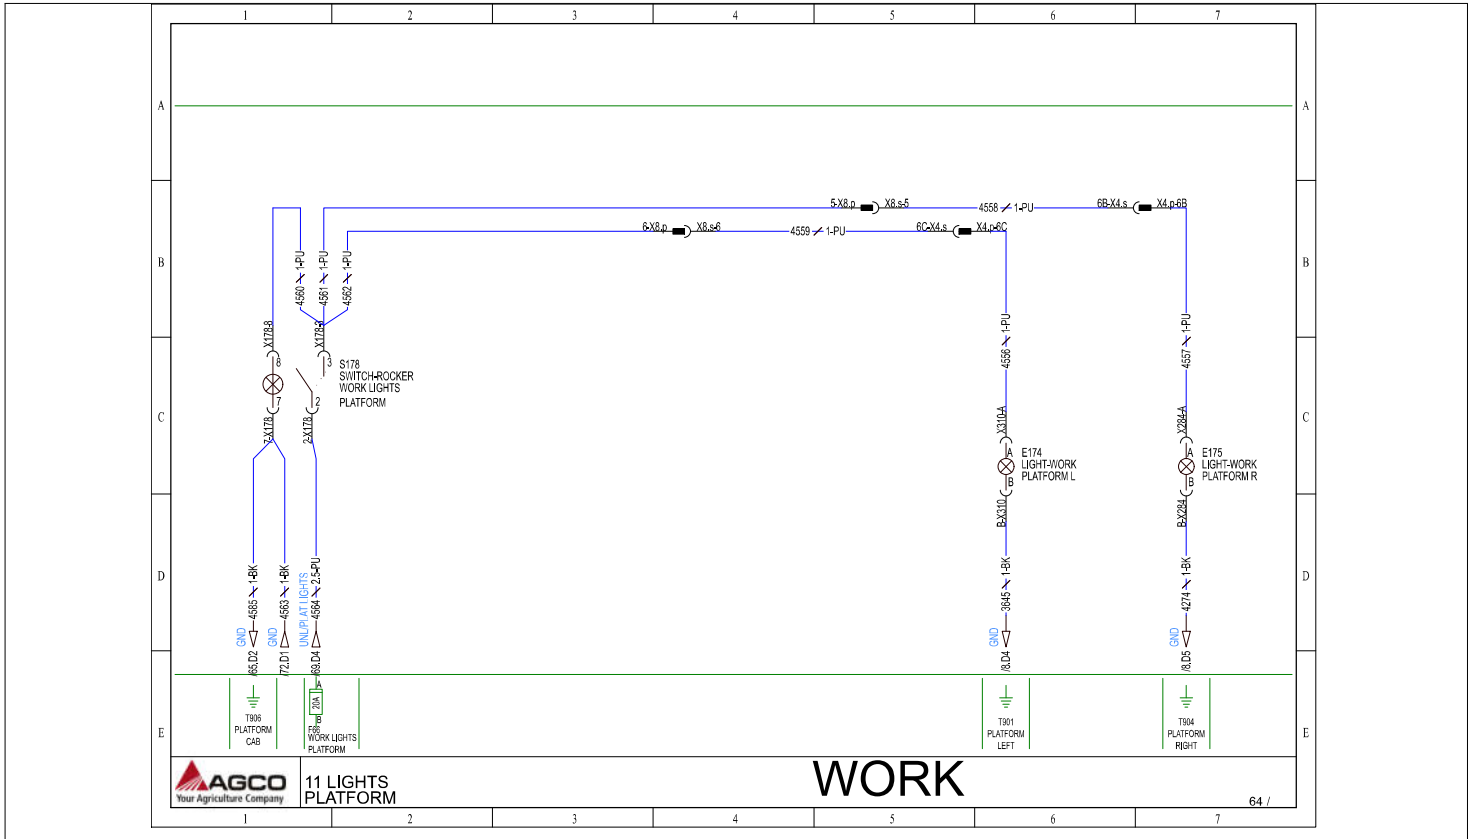 1 2 3 4 5 6 7
A A
5-X8.p X8.s-5 4558 1-PU 6B-X4.s X4.p-6B
6-X8.p X8.s-6 4559 1-PU 6C-X4.s X4.p-6C
B B
4560 1-PU
4561 1-PU
4562 1-PU
X178-8
X178-3
4556 1-PU
4557 1-PU
8
3
S178
SWITCH-ROCKER
WORK LIGHTS
PLATFORM
7
2
7-X178
2-X178
C C
X310-A
X284-A
A
E174
LIGHT-WORK
PLATFORM L
B
A
E175
LIGHT-WORK
PLATFORM R
B
B-X310
B-X284
D D
4585 1-BK
4563 1-BK
4564 2.5-PU
3645 1-BK
4274 1-BK
GND
GND
UNL/PLAT LIGHTS
GND
GND
/65.D2
/72.D1
/69.D4
/8.D4
/8.D5
E E
T906
PLATFORM
CAB
A
20A
B
F66
WORK LIGHTS
PLATFORM
T901
PLATFORM
LEFT
T904
PLATFORM
RIGHT
AGCO
Your Agriculture Company
11 LIGHTS
PLATFORM
WORK
64 /
1 2 3 4 5 6 7